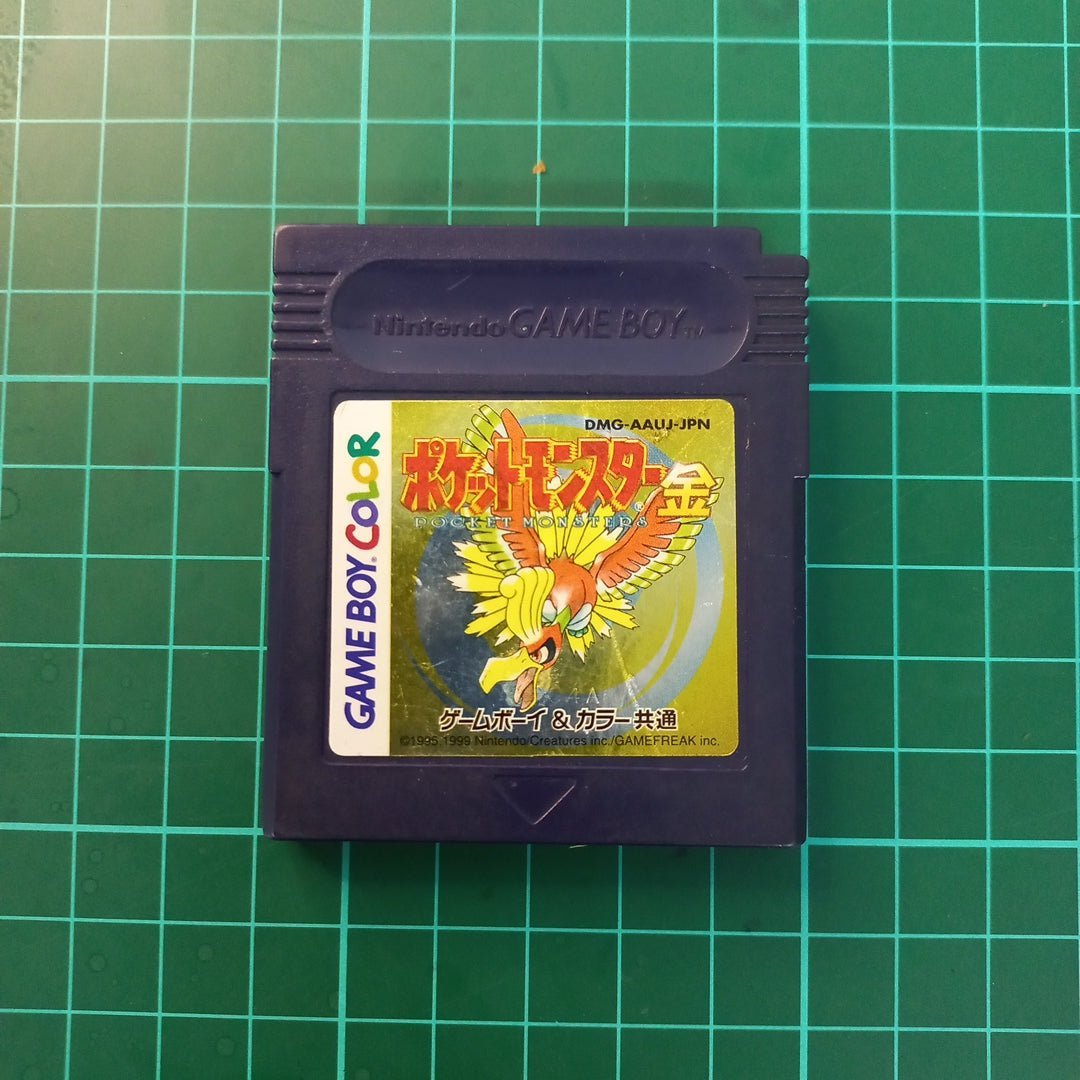 Nintendo GAME BOY™
GAME BOY® COLOR
DMG-AAUJ-JPN
ポケットモンスター® 金
POCKET MONSTERS
ゲームボーイ&カラー共通
©1995,1999 Nintendo/Creatures inc./GAMEFREAK inc.